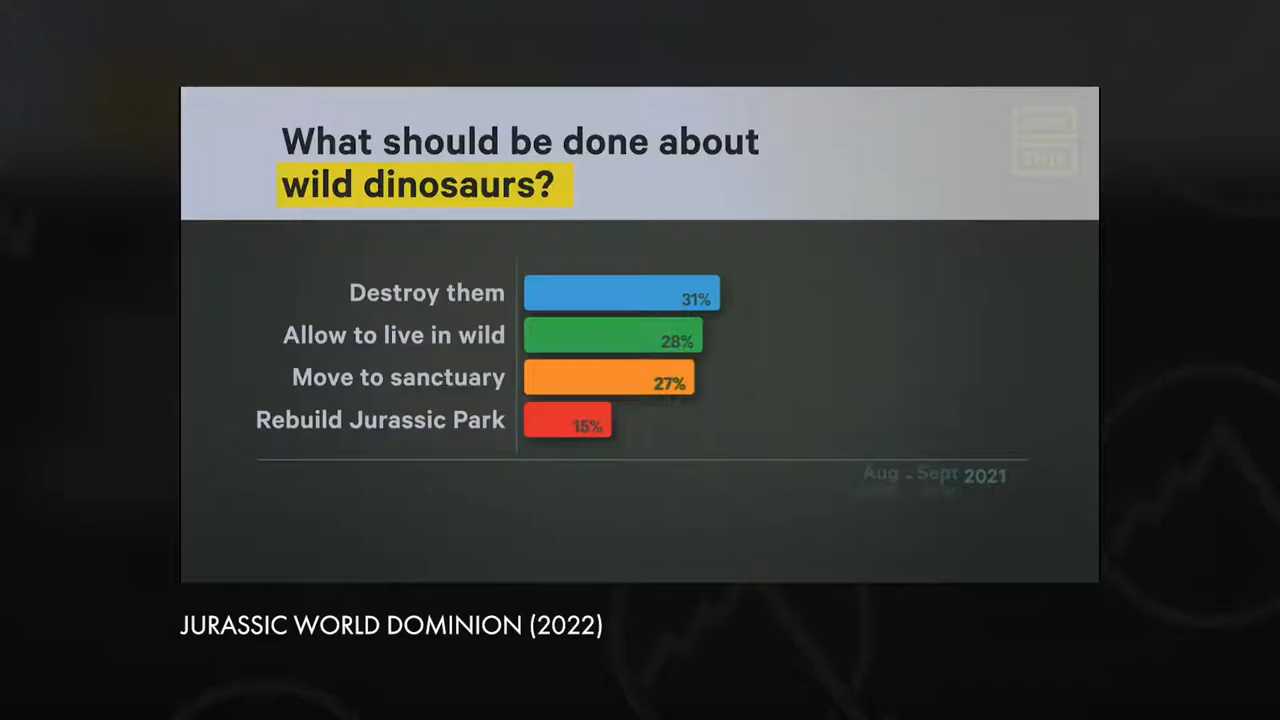 What should be done about
wild dinosaurs?
Destroy them
31%
Allow to live in wild
28%
Move to sanctuary
27%
Rebuild Jurassic Park
15%
Aug - Sept 2021
JURASSIC WORLD DOMINION (2022)